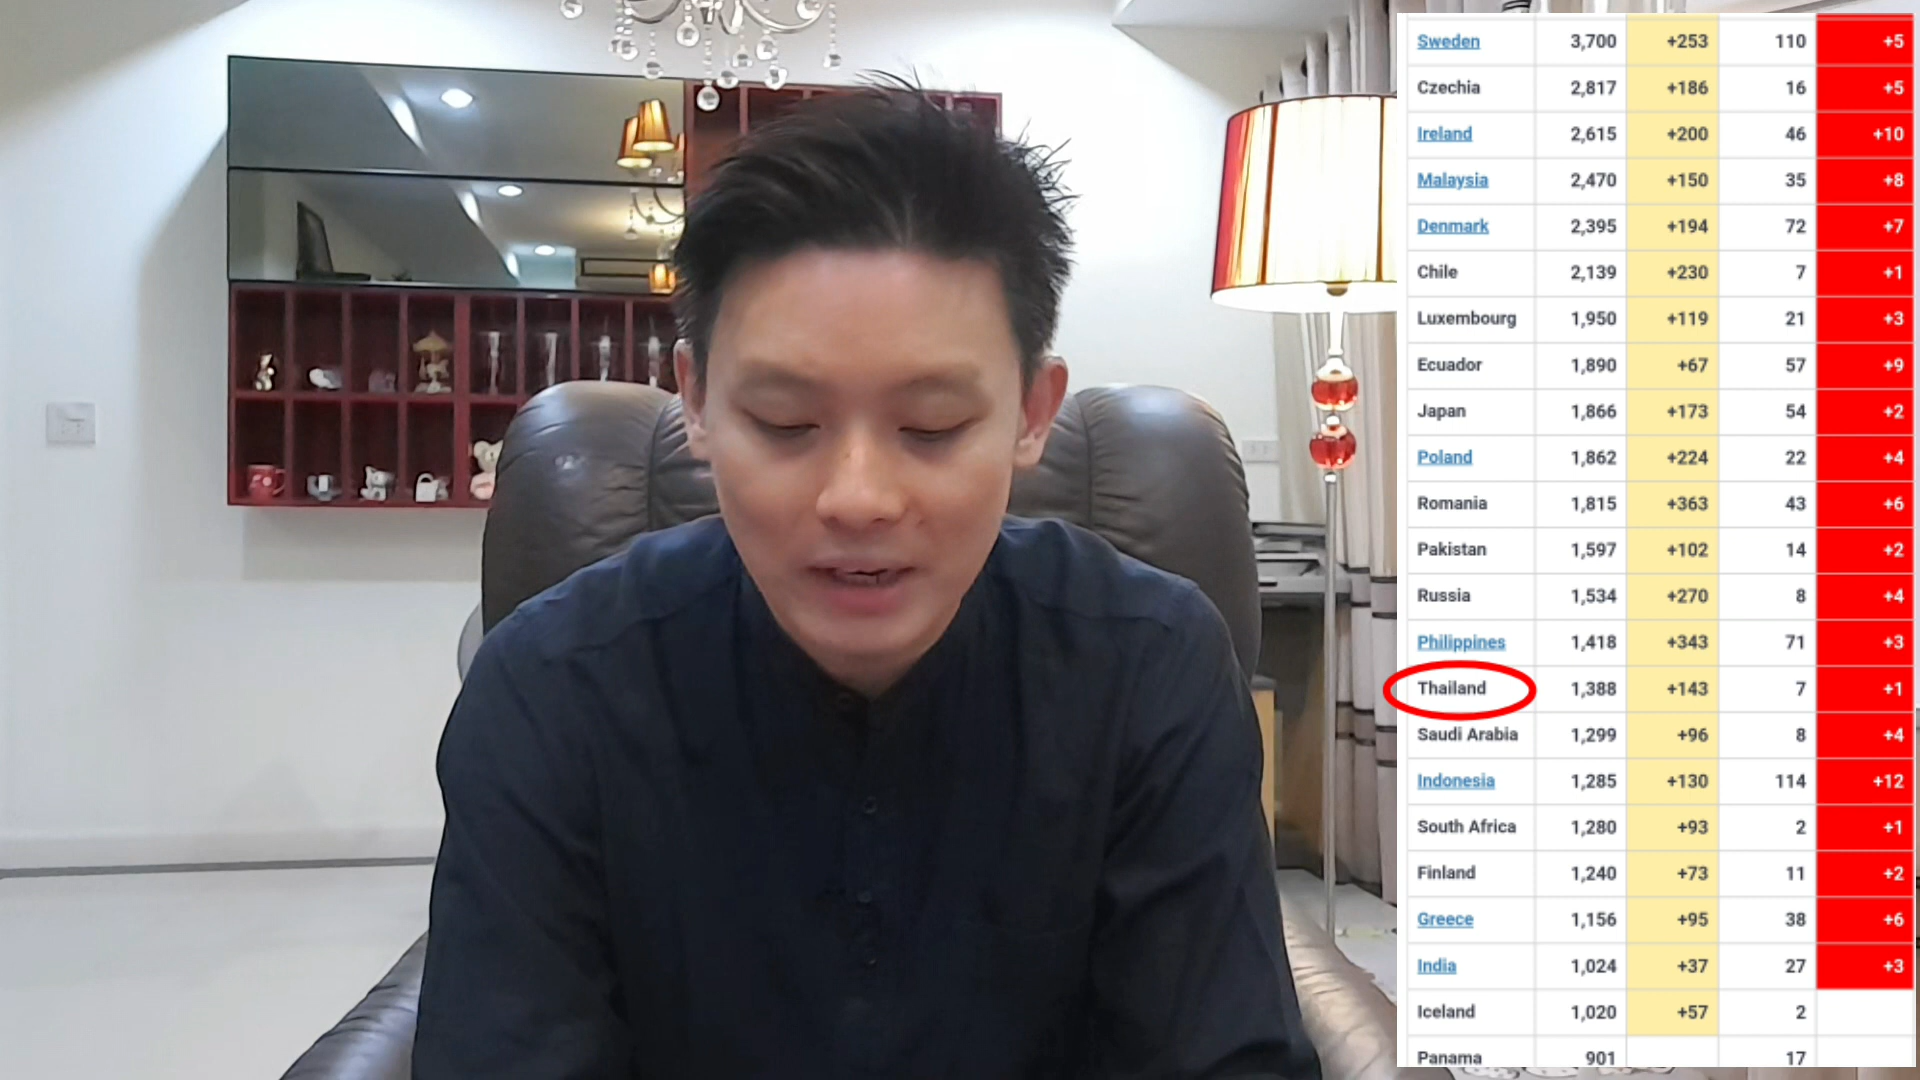 Sweden 3,700 +253 110 +5
Czechia 2,817 +186 16 +5
Ireland 2,615 +200 46 +10
Malaysia 2,470 +150 35 +8
Denmark 2,395 +194 72 +7
Chile 2,139 +230 7 +1
Luxembourg 1,950 +119 21 +3
Ecuador 1,890 +67 57 +9
Japan 1,866 +173 54 +2
Poland 1,862 +224 22 +4
Romania 1,815 +363 43 +6
Pakistan 1,597 +102 14 +2
Russia 1,534 +270 8 +4
Philippines 1,418 +343 71 +3
Thailand 1,388 +143 7 +1
Saudi Arabia 1,299 +96 8 +4
Indonesia 1,285 +130 114 +12
South Africa 1,280 +93 2 +1
Finland 1,240 +73 11 +2
Greece 1,156 +95 38 +6
India 1,024 +37 27 +3
Iceland 1,020 +57 2
Panama 901 17